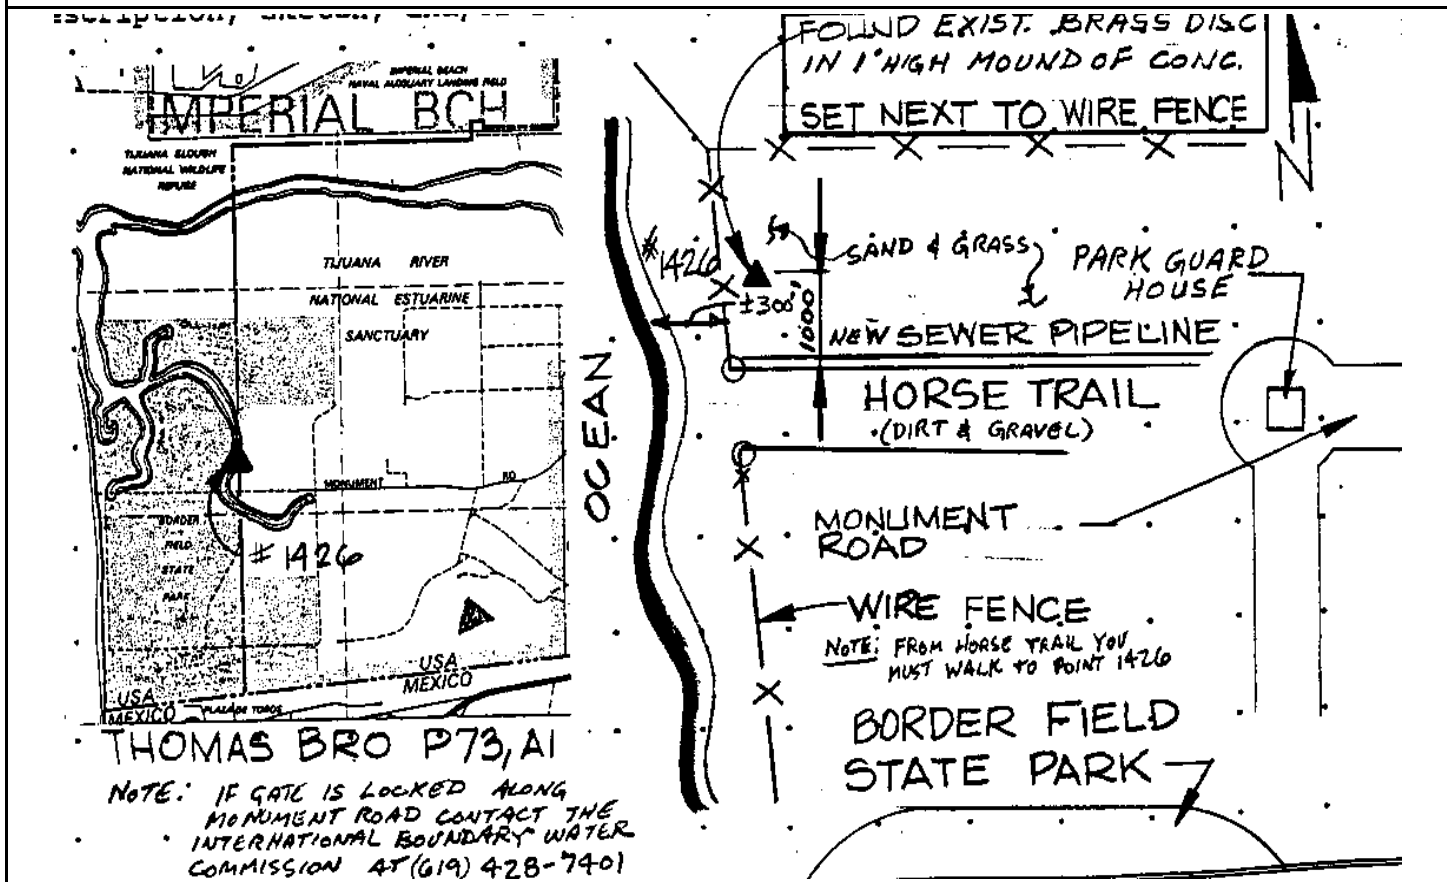 FOUND EXIST. BRASS DISC
IN 1' HIGH MOUND OF CONC.
SET NEXT TO WIRE FENCE
IMPERIAL BEACH
NAVAL AUXILIARY LANDING FIELD
IMPERIAL BCH
TIJUANA SLOUGH
NATIONAL WILDLIFE
REFUGE
TIJUANA RIVER
NATIONAL ESTUARINE
SANCTUARY
MONUMENT RD
BORDER
FIELD
STATE
PARK
#1426
USA
MEXICO
USA
MEXICO
PLAZA DE TOROS
THOMAS BRO P73, A1
NOTE: IF GATE IS LOCKED ALONG
MONUMENT ROAD CONTACT THE
INTERNATIONAL BOUNDARY WATER
COMMISSION AT (619) 428-7401
N
OCEAN
#1426
±300'
1000'
SAND & GRASS
PARK GUARD
HOUSE
NEW SEWER PIPELINE
HORSE TRAIL
(DIRT & GRAVEL)
MONUMENT
ROAD
WIRE FENCE
NOTE: FROM HORSE TRAIL YOU
MUST WALK TO POINT 1426
BORDER FIELD
STATE PARK